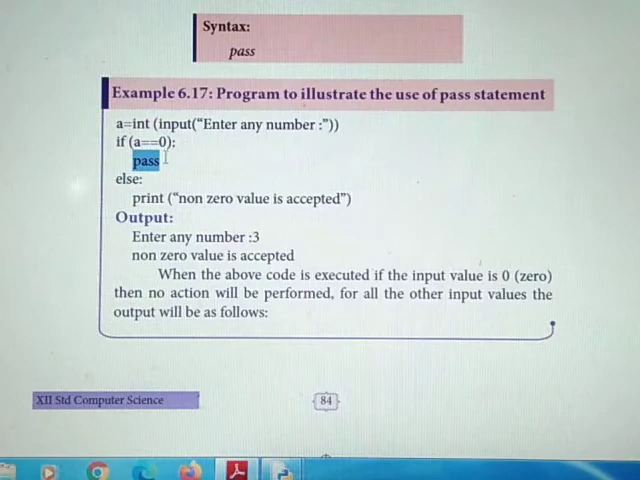 Syntax:
pass
Example 6.17: Program to illustrate the use of pass statement
a=int (input(“Enter any number :”))
if (a==0):
pass
else:
print (“non zero value is accepted”)
Output:
Enter any number :3
non zero value is accepted
When the above code is executed if the input value is 0 (zero)
then no action will be performed, for all the other input values the
output will be as follows:
XII Std Computer Science
84